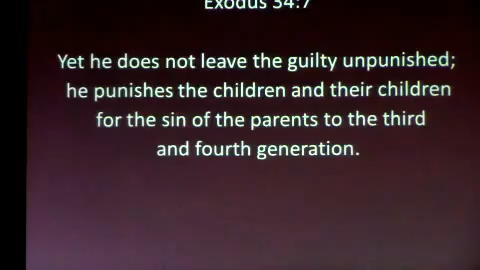 Exodus 34:7
Yet he does not leave the guilty unpunished;
he punishes the children and their children
for the sin of the parents to the third
and fourth generation.